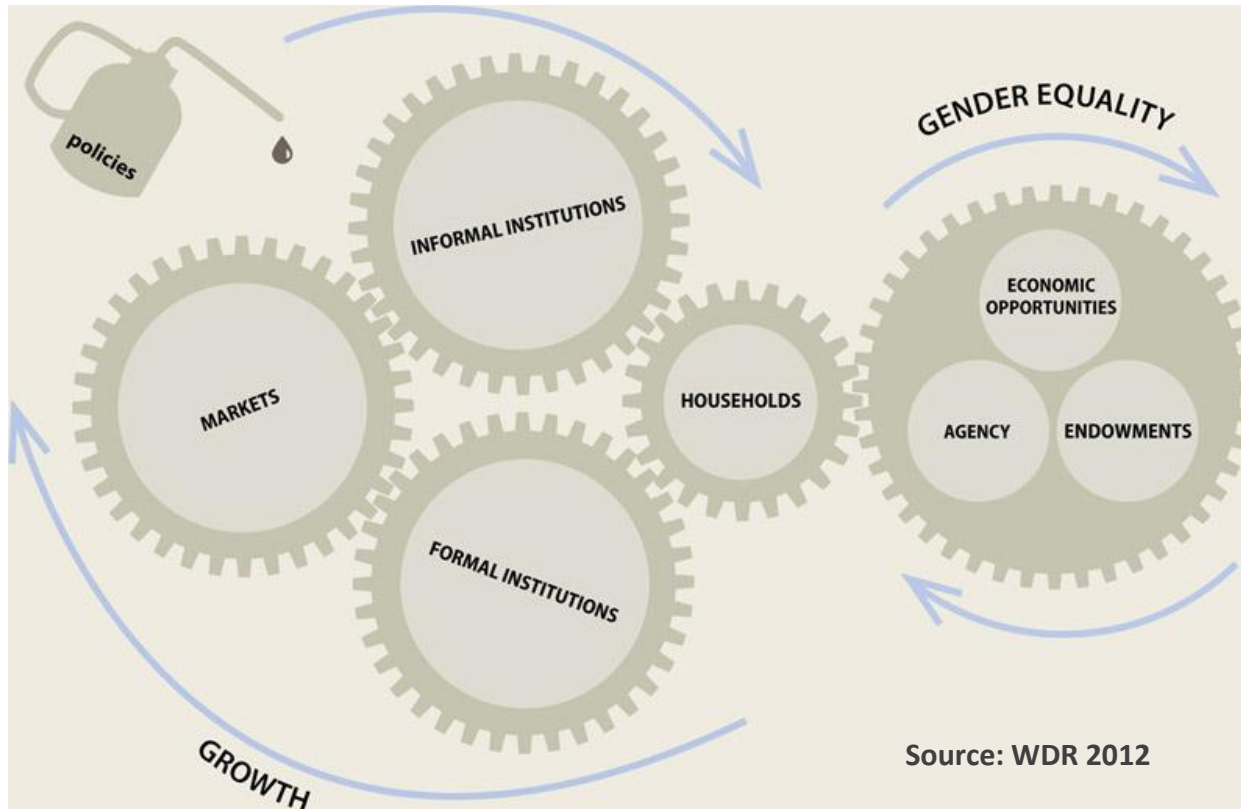 policies
INFORMAL INSTITUTIONS
GENDER EQUALITY
ECONOMIC
OPPORTUNITIES
MARKETS
HOUSEHOLDS
AGENCY
ENDOWMENTS
FORMAL INSTITUTIONS
GROWTH
Source: WDR 2012